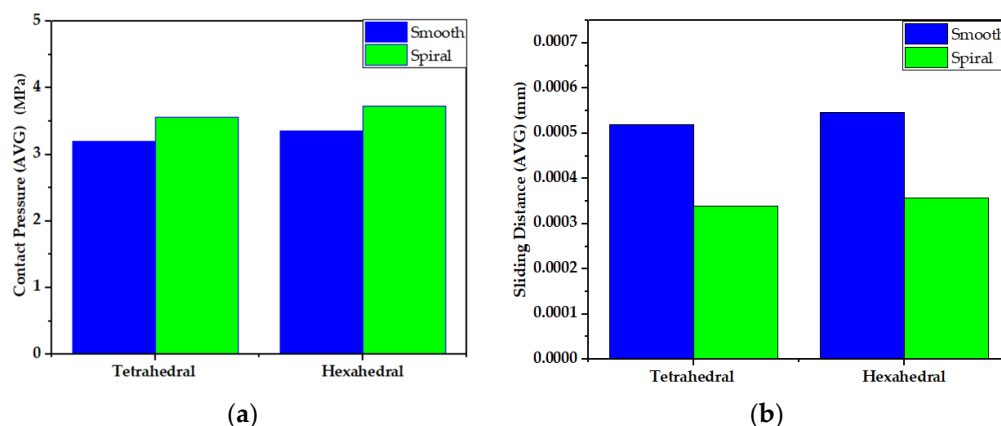 Contact Pressure (AVG) (MPa)
5
4
3
2
1
0
Smooth
Spiral
Tetrahedral
Hexahedral
(a)
Sliding Distance (AVG) (mm)
0.0007
0.0006
0.0005
0.0004
0.0003
0.0002
0.0001
0.0000
Smooth
Spiral
Tetrahedral
Hexahedral
(b)